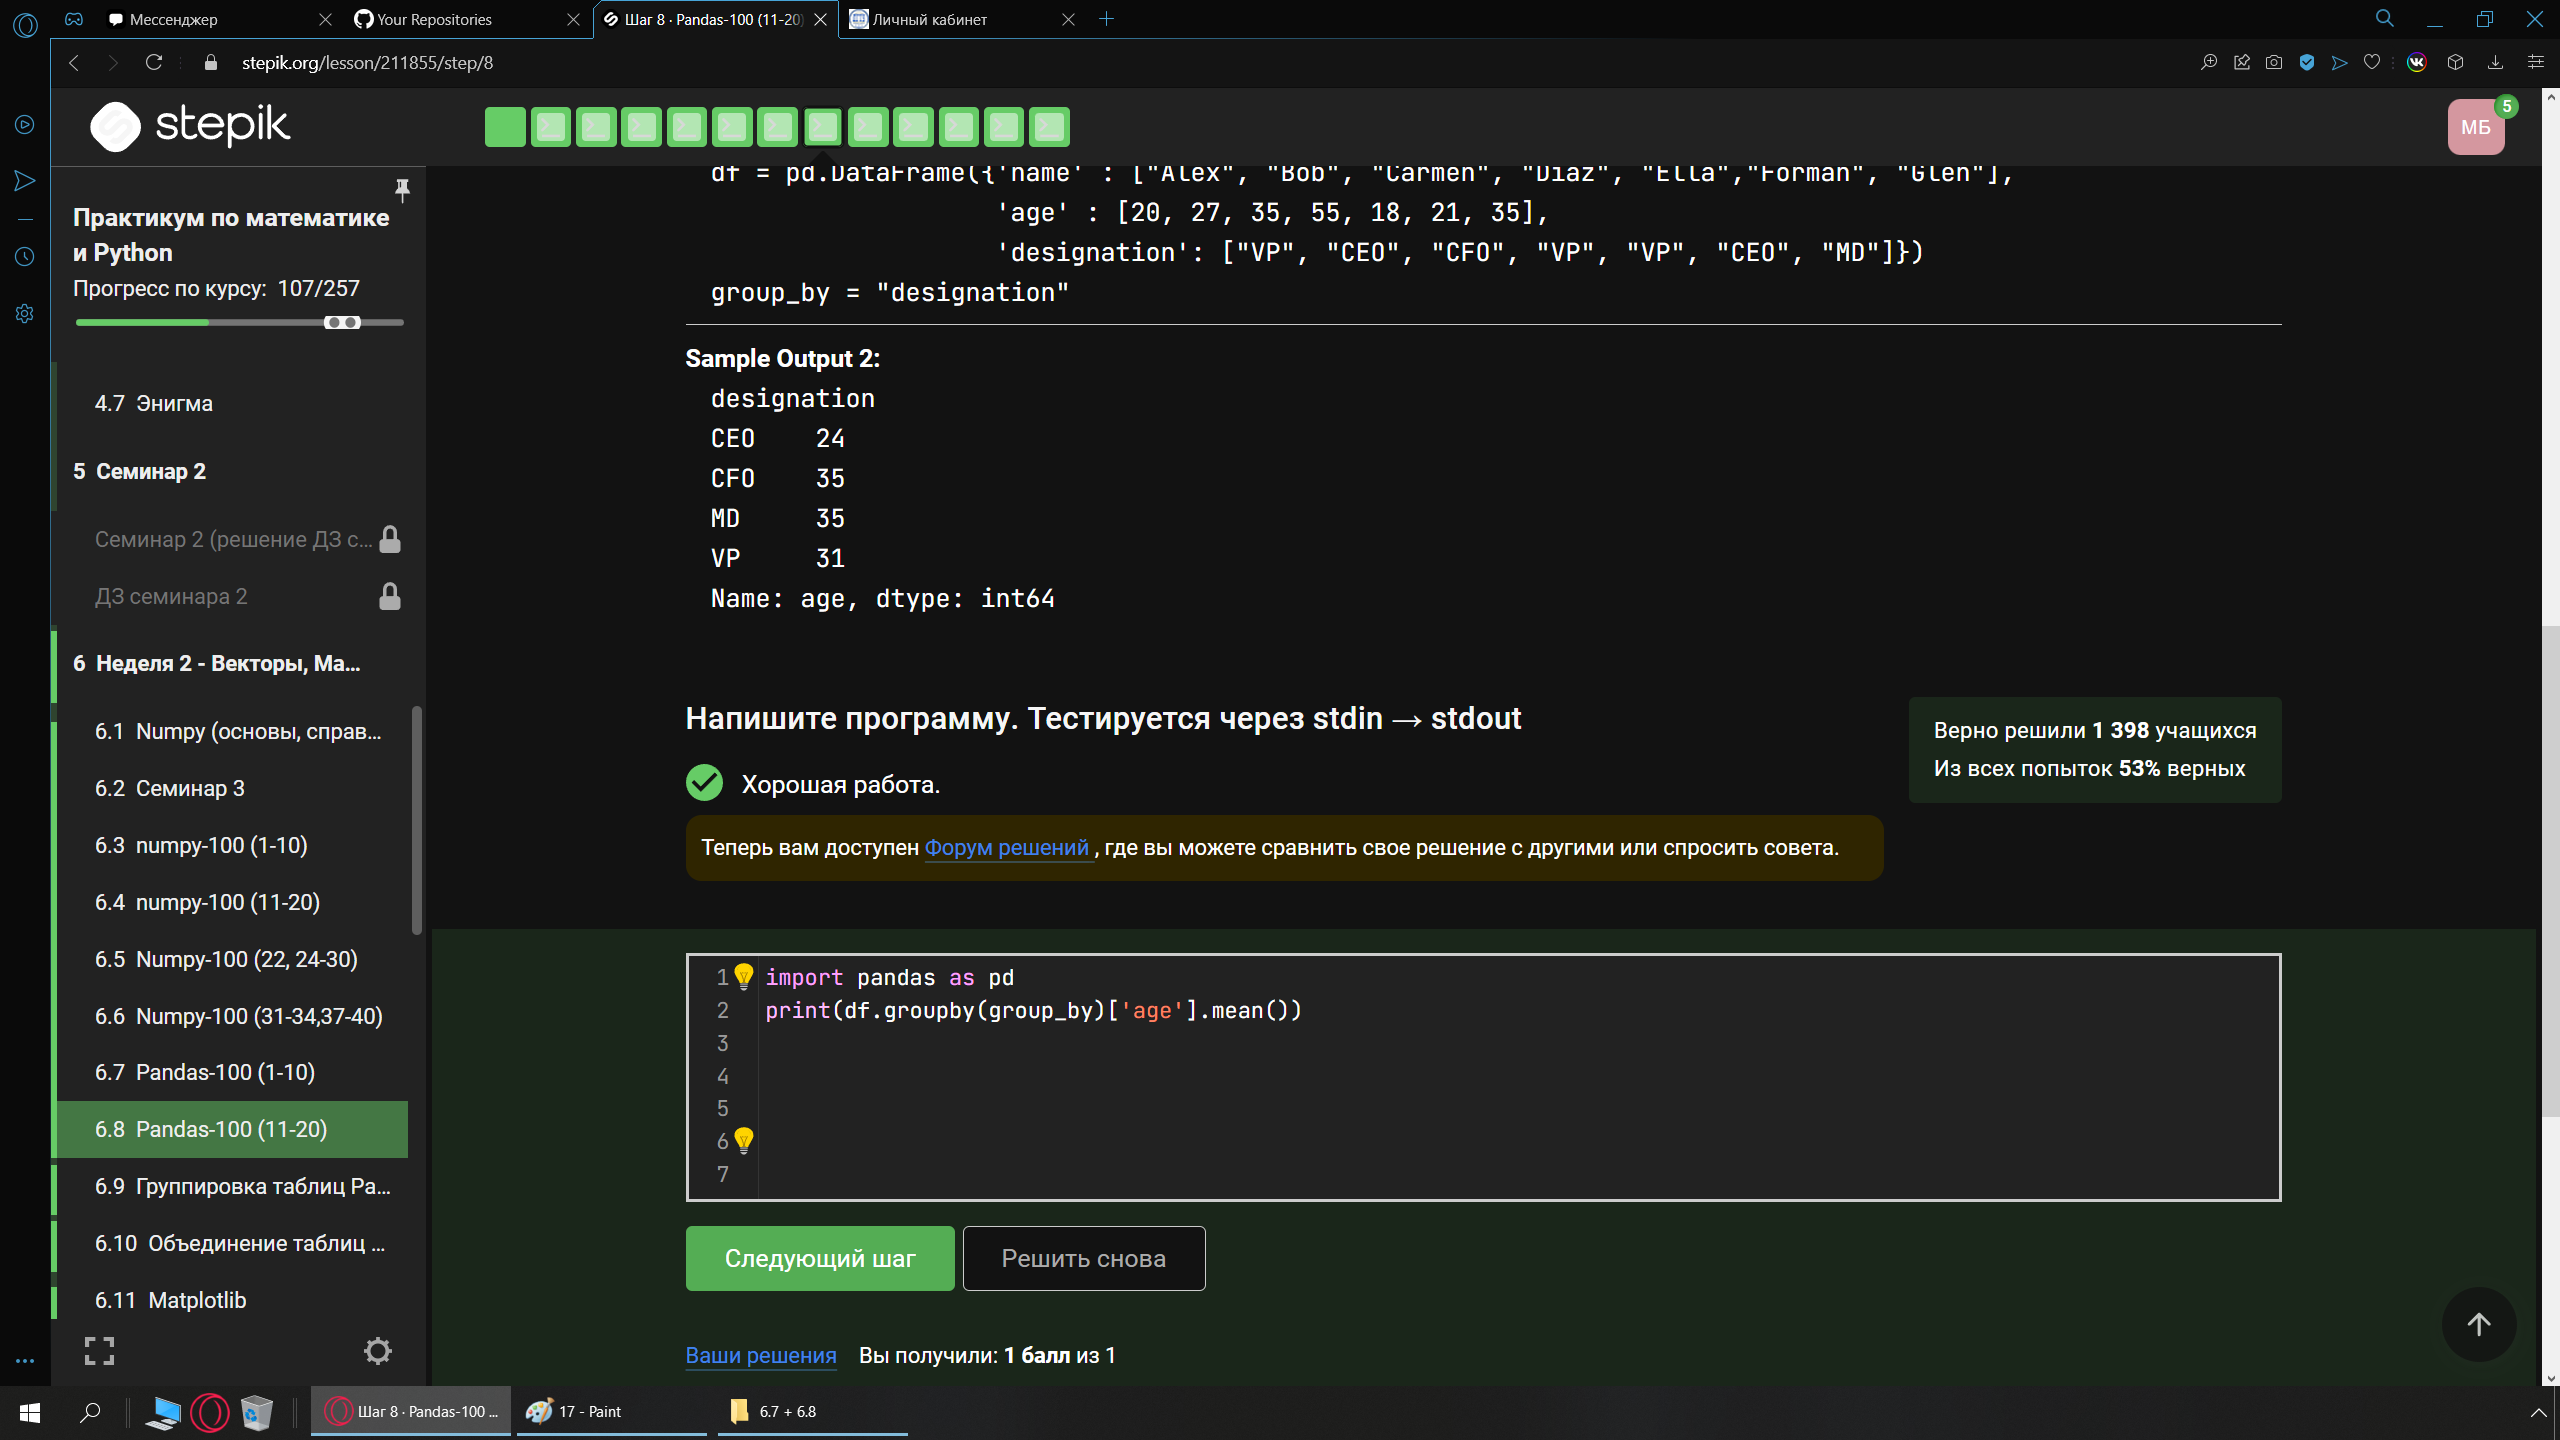 Мессенджер
Your Repositories
Шаг 8 · Pandas-100 (11-20)
Личный кабинет
stepik.org/lesson/211855/step/8
stepik
МБ
5
Практикум по математике
и Python
Прогресс по курсу: 107/257
4.7 Энигма
5 Семинар 2
Семинар 2 (решение ДЗ с...
ДЗ семинара 2
6 Неделя 2 - Векторы, Ма...
6.1 Numpy (основы, справ...
6.2 Семинар 3
6.3 numpy-100 (1-10)
6.4 numpy-100 (11-20)
6.5 Numpy-100 (22, 24-30)
6.6 Numpy-100 (31-34,37-40)
6.7 Pandas-100 (1-10)
6.8 Pandas-100 (11-20)
6.9 Группировка таблиц Pa...
6.10 Объединение таблиц ...
6.11 Matplotlib
df = pd.DataFrame({'name' : ["Alex", "Bob", "Carmen", "Diaz", "Ella","Forman", "Glen"],
'age' : [20, 27, 35, 55, 18, 21, 35],
'designation': ["VP", "CEO", "CFO", "VP", "VP", "CEO", "MD"]})
group_by = "designation"
Sample Output 2:
designation
CEO 24
CFO 35
MD 35
VP 31
Name: age, dtype: int64
Напишите программу. Тестируется через stdin → stdout
Верно решили 1 398 учащихся
Из всех попыток 53% верных
Хорошая работа.
Теперь вам доступен Форум решений , где вы можете сравнить свое решение с другими или спросить совета.
1 import pandas as pd
2 print(df.groupby(group_by)['age'].mean())
3
4
5
6
7
Следующий шаг
Решить снова
Ваши решения Вы получили: 1 балл из 1
Шаг 8 · Pandas-100 ...
17 - Paint
6.7 + 6.8